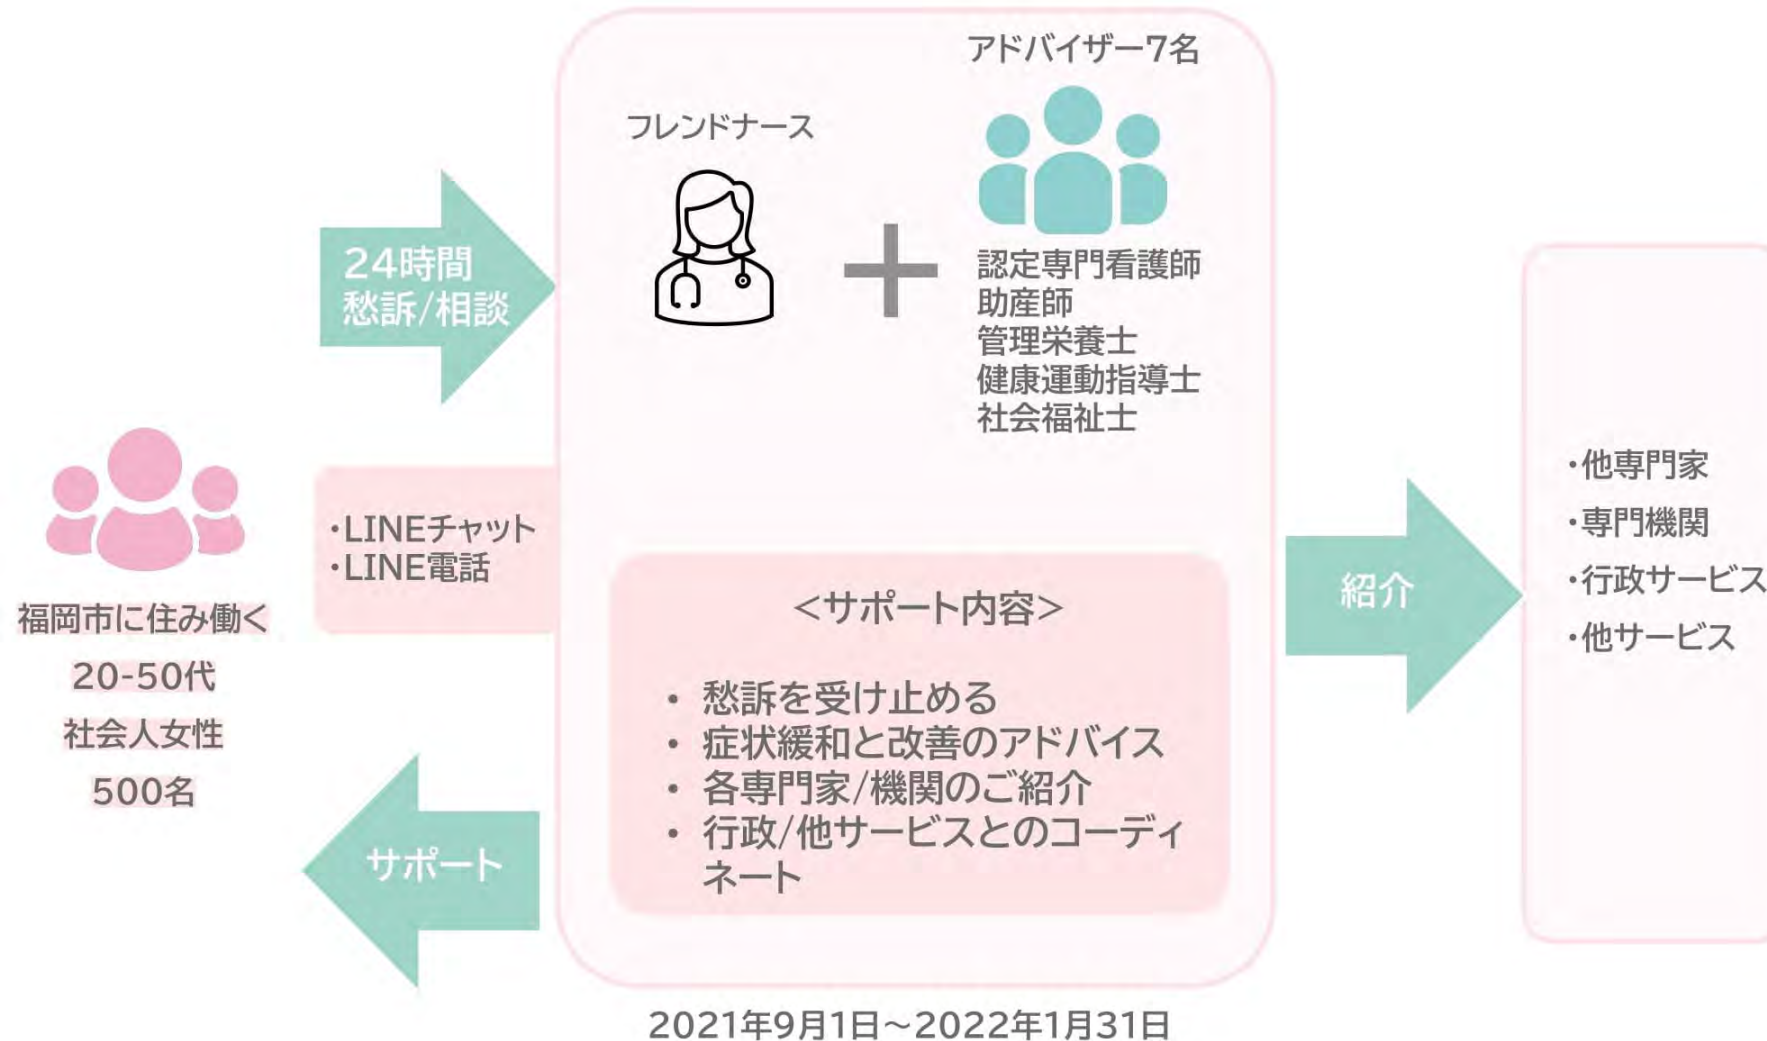 アドバイザー7名
フレンドナース
24時間
愁訴/相談
認定専門看護師
助産師
管理栄養士
健康運動指導士
社会福祉士
・LINEチャット
・LINE電話
福岡市に住み働く
20-50代
社会人女性
500名
サポート
<サポート内容>
・ 愁訴を受け止める
・ 症状緩和と改善のアドバイス
・ 各専門家/機関のご紹介
・ 行政/他サービスとのコーディ
ネート
紹介
・他専門家
・専門機関
・行政サービス
・他サービス
2021年9月1日～2022年1月31日